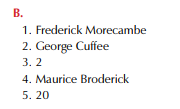 B.
1. Frederick Morecambe
2. George Cuffee
3. 2
4. Maurice Broderick
5. 20